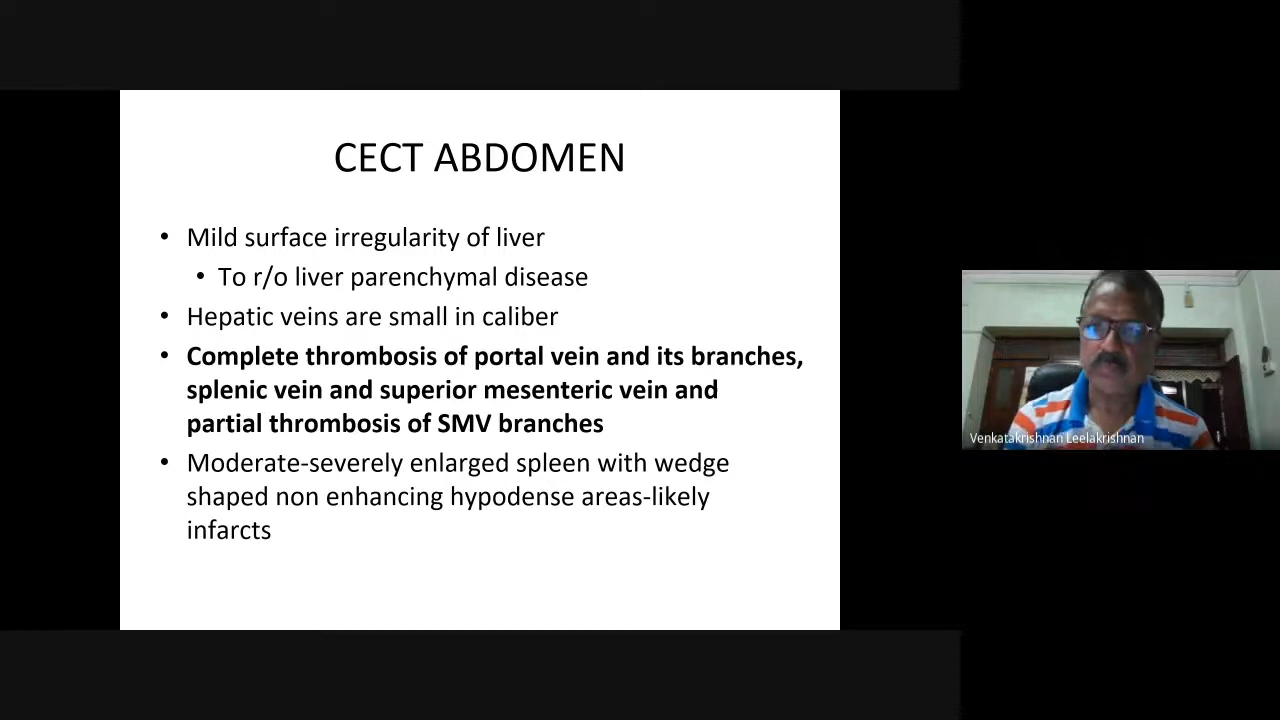 CECT ABDOMEN
• Mild surface irregularity of liver
• To r/o liver parenchymal disease
• Hepatic veins are small in caliber
• Complete thrombosis of portal vein and its branches,
splenic vein and superior mesenteric vein and
partial thrombosis of SMV branches
• Moderate-severely enlarged spleen with wedge
shaped non enhancing hypodense areas-likely
infarcts
Venkatakrishnan Leelakrishnan